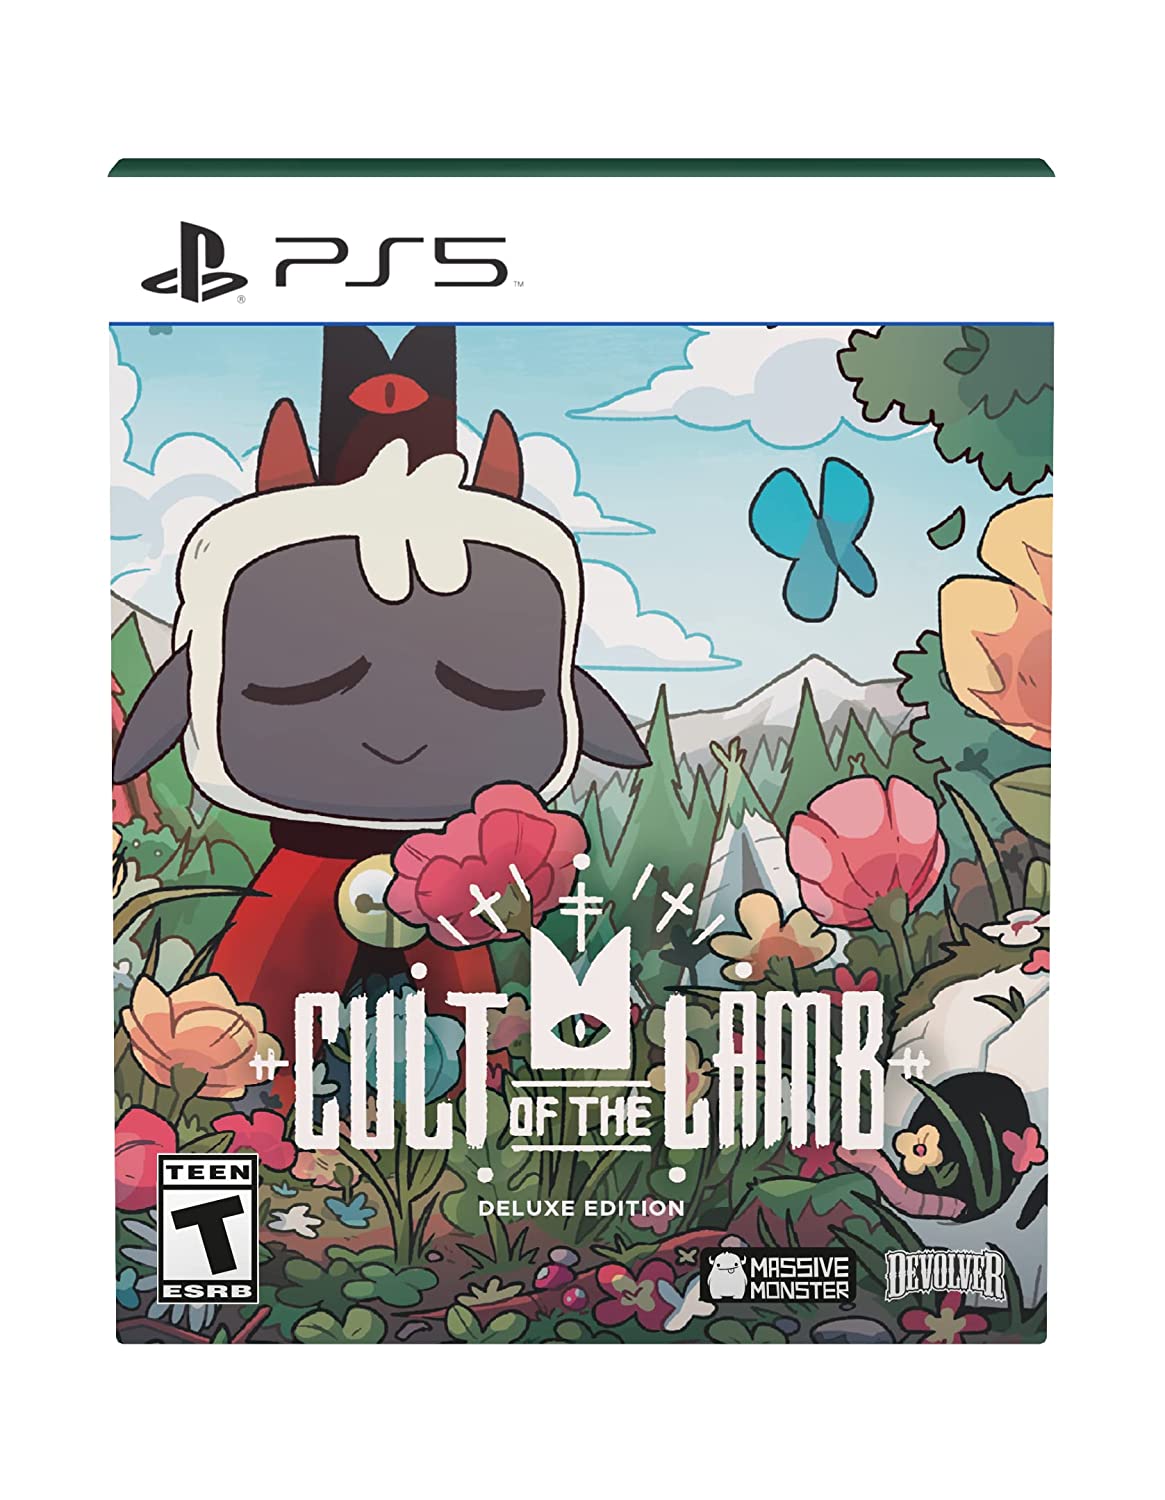 PS5
CULT
OF THE
LAMB
DELUXE EDITION
TEEN
T
ESRB
MASSIVE
MONSTER
DEVOLVER